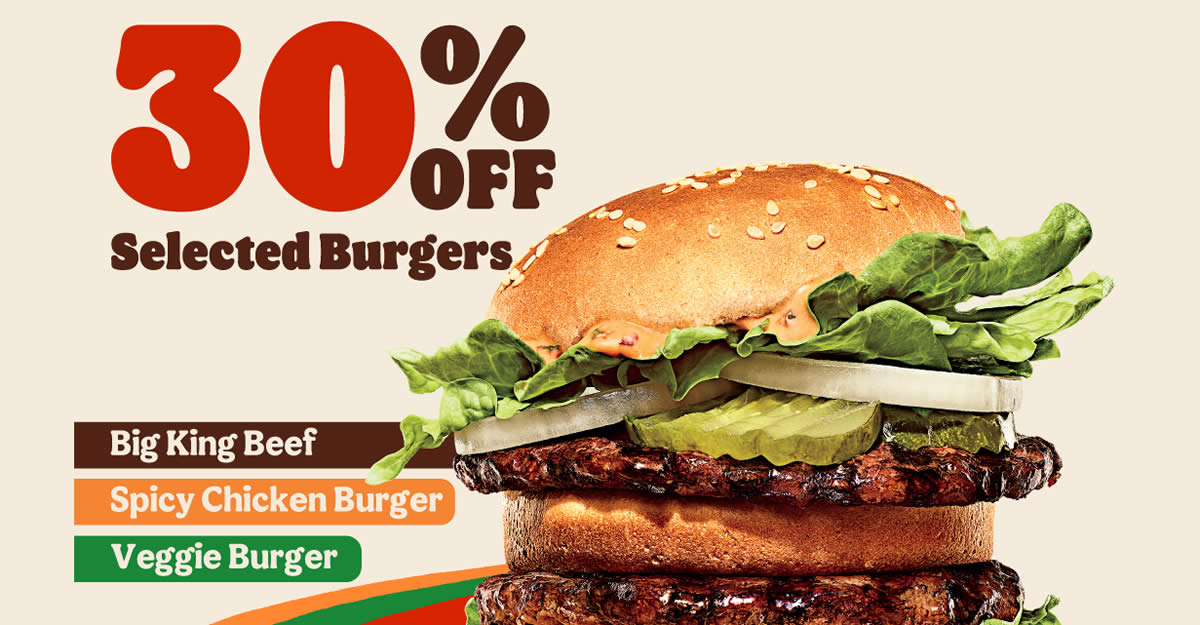 30%
OFF
Selected Burgers
Big King Beef
Spicy Chicken Burger
Veggie Burger